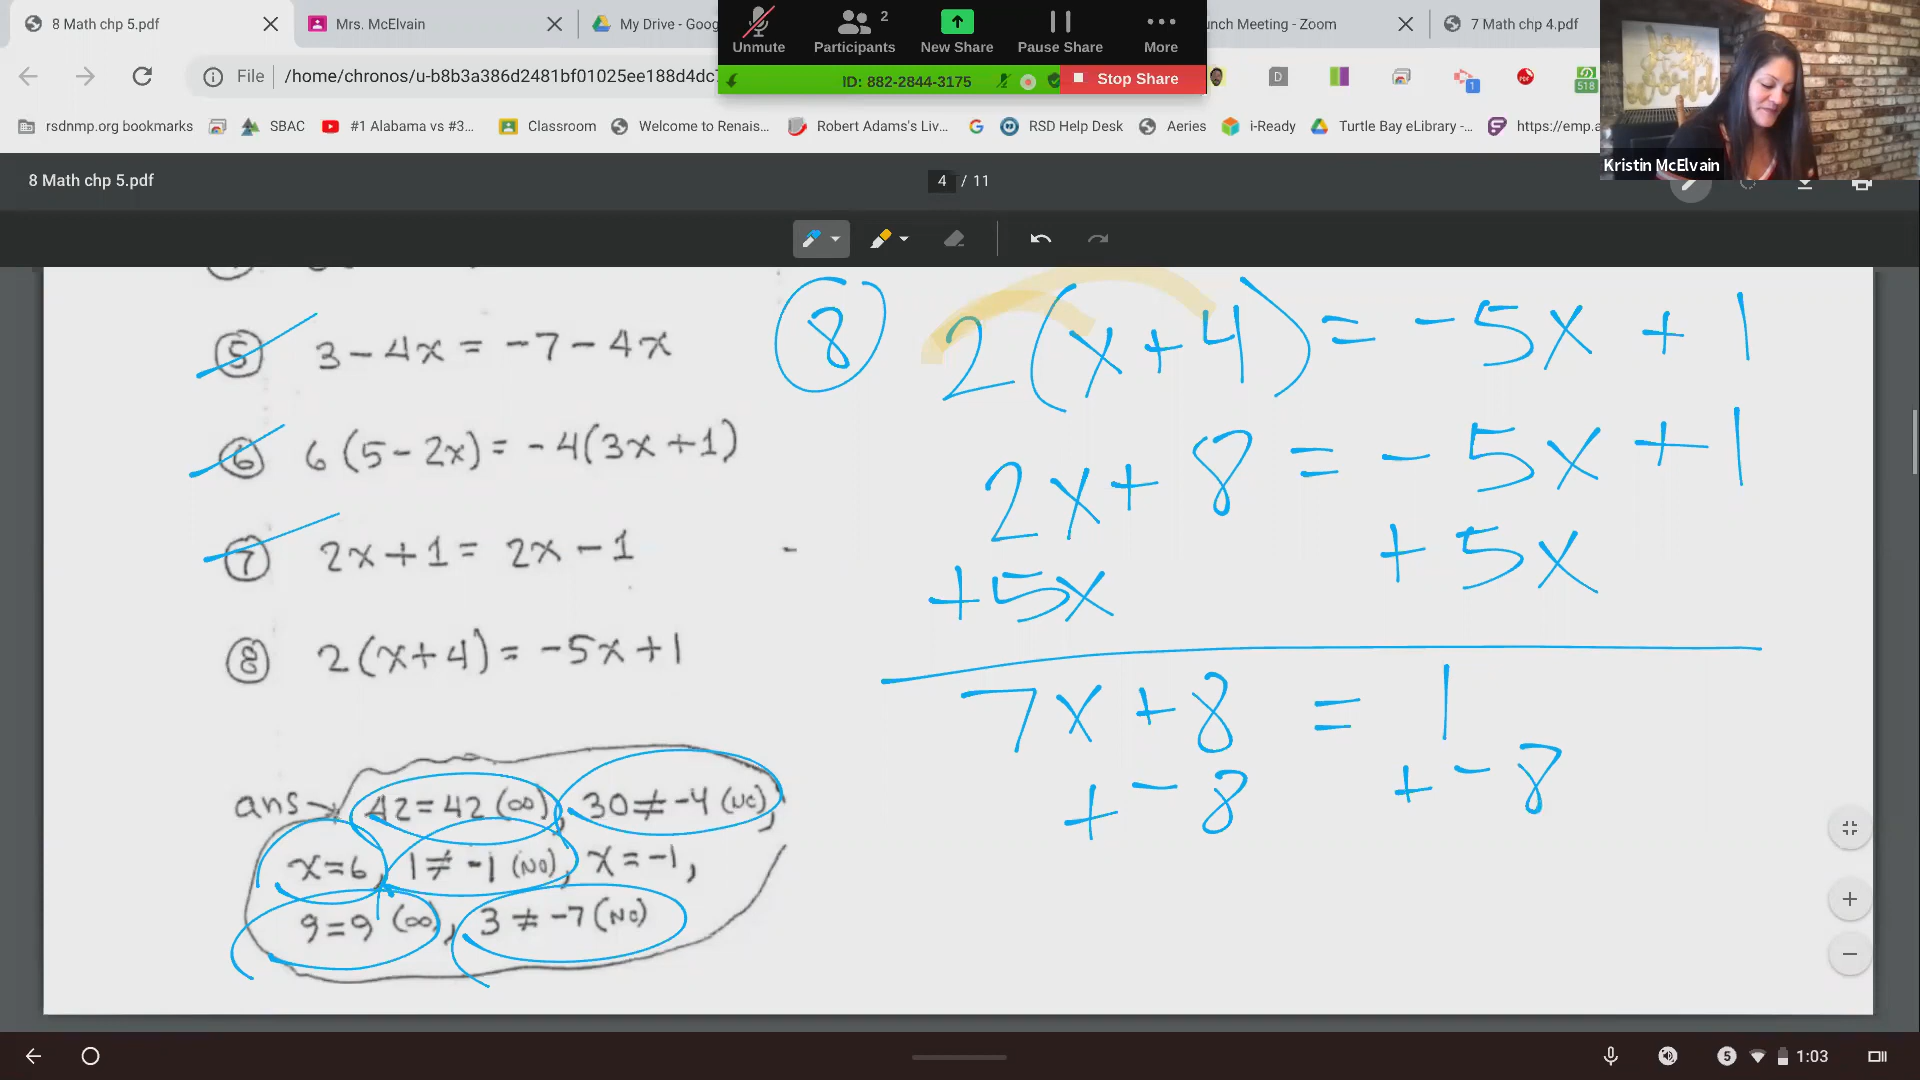 8 Math chp 5.pdf
Mrs. McElvain
My Drive - Goog
Unmute
Participants
2
New Share
Pause Share
More
unch Meeting - Zoom
7 Math chp 4.pdf
File
/home/chronos/u-b8b3a386d2481bf01025ee188d4dc
ID: 882-2844-3175
Stop Share
D
1
PDF
518
rsdnmp.org bookmarks
SBAC
#1 Alabama vs #3...
Classroom
Welcome to Renais...
Robert Adams's Liv...
RSD Help Desk
Aeries
i-Ready
Turtle Bay eLibrary -...
https://emp.a
Kristin McElvain
8 Math chp 5.pdf
4 / 11
⑤ 3 - 4x = -7 - 4x
⑥ 6(5 - 2x) = -4(3x + 1)
⑦ 2x + 1 = 2x - 1
⑧ 2(x + 4) = -5x + 1
ans → 42 = 42 (∞), 30 ≠ -4 (NO),
x = 6, 1 ≠ -1 (NO), x = -1,
9 = 9 (∞), 3 ≠ -7 (NO)
⑧ 2(x + 4) = -5x + 1
2x + 8 = -5x + 1
+5x +5x
7x + 8 = 1
+ -8 + -8
5
1:03